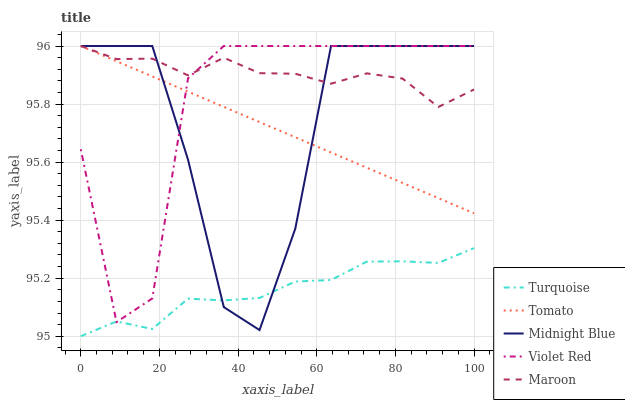 title
96
95.8
95.6
95.4
95.2
95
yaxis_label
0
20
40
60
80
100
xaxis_label
Turquoise
Tomato
Midnight Blue
Violet Red
Maroon